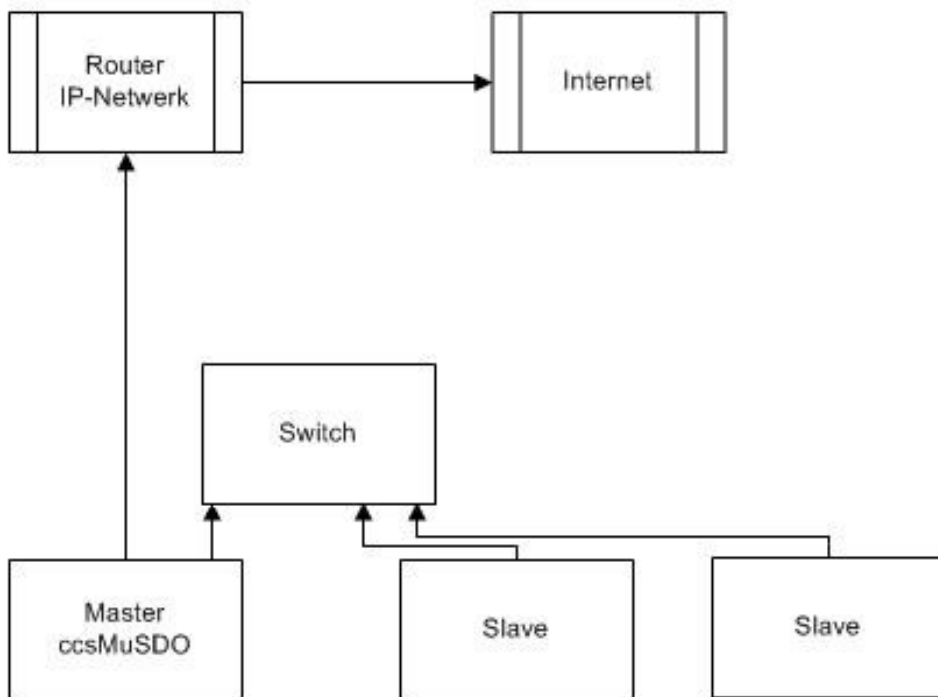 Router
IP-Netwerk
Internet
Switch
Master
ccsMuSDO
Slave
Slave